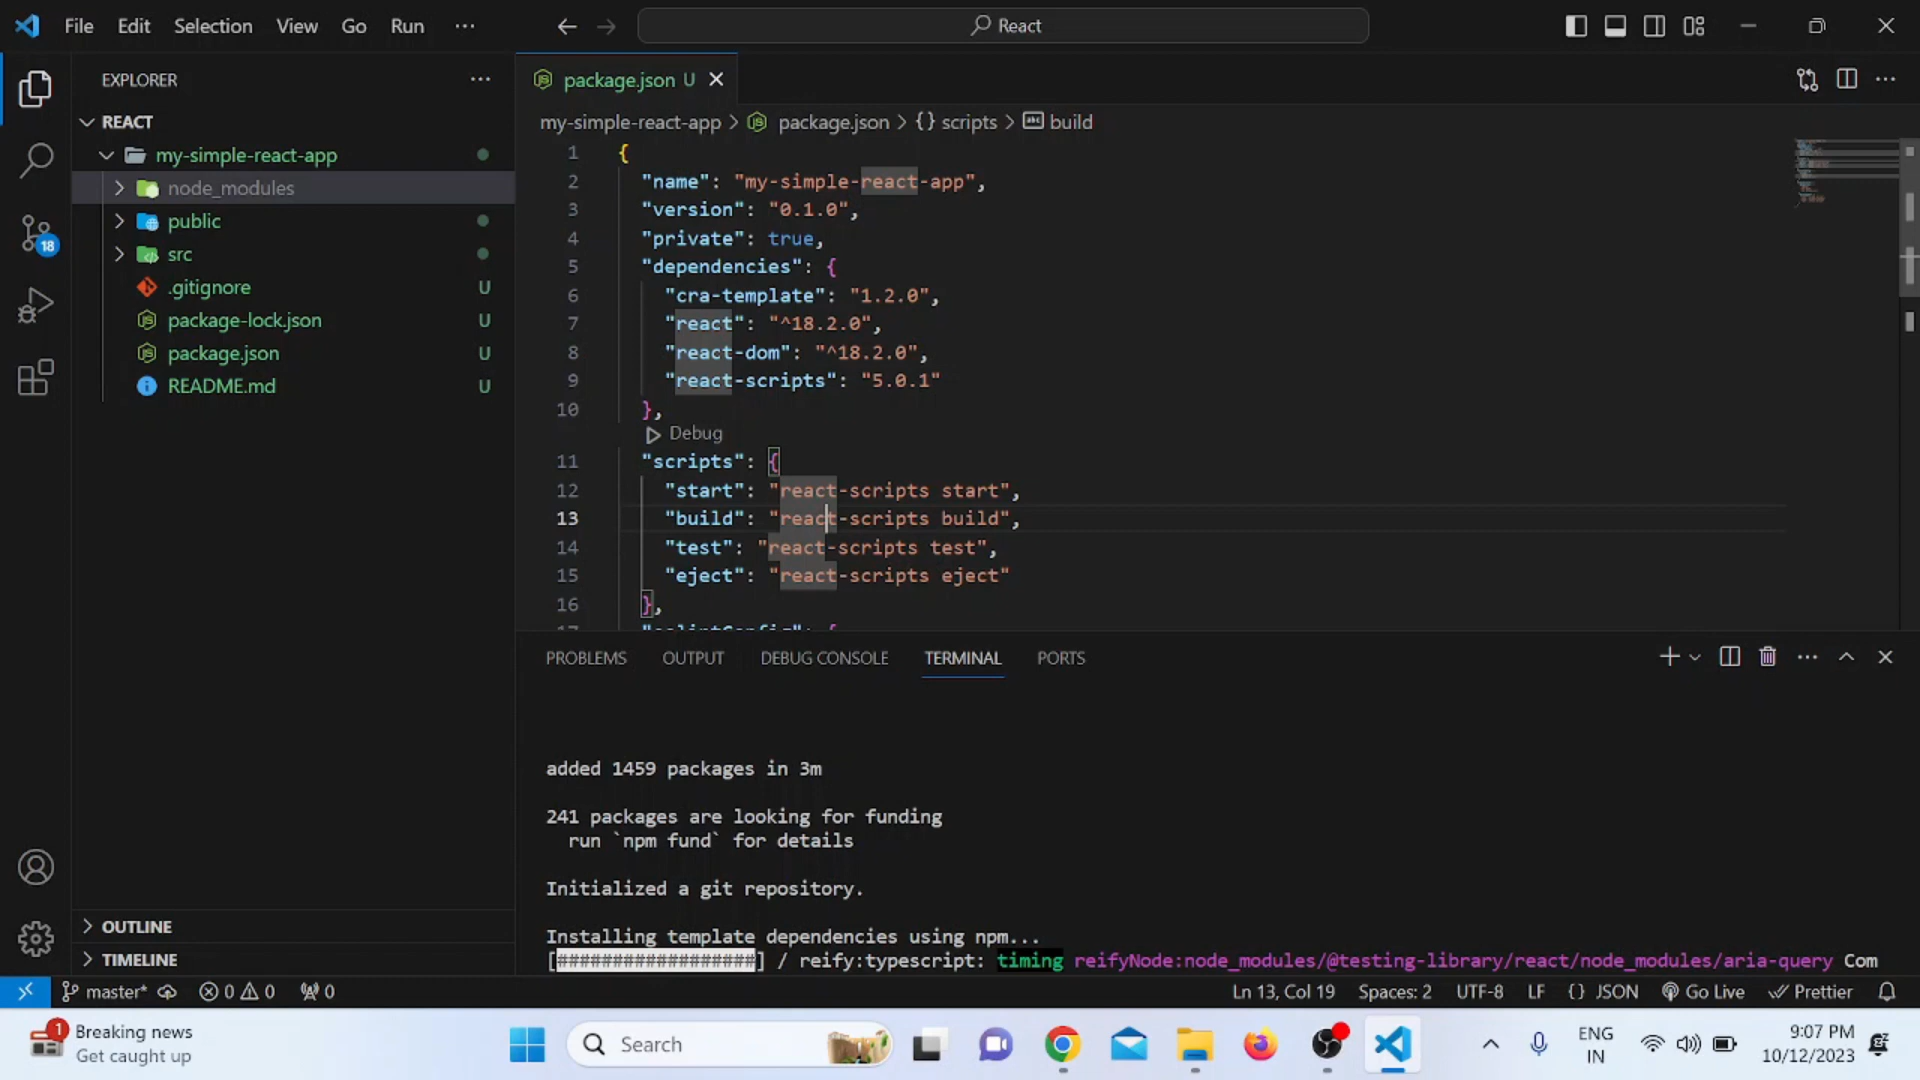 File Edit Selection View Go Run ...
React
EXPLORER ...
REACT
my-simple-react-app
node_modules
public
src
.gitignore U
package-lock.json U
package.json U
README.md U
18
OUTLINE
TIMELINE
package.json U
my-simple-react-app > package.json > {} scripts > abc build
1 {
2 "name": "my-simple-react-app",
3 "version": "0.1.0",
4 "private": true,
5 "dependencies": {
6 "cra-template": "1.2.0",
7 "react": "^18.2.0",
8 "react-dom": "^18.2.0",
9 "react-scripts": "5.0.1"
10 },
Debug
11 "scripts": {
12 "start": "react-scripts start",
13 "build": "react-scripts build",
14 "test": "react-scripts test",
15 "eject": "react-scripts eject"
16 },
PROBLEMS OUTPUT DEBUG CONSOLE TERMINAL PORTS
added 1459 packages in 3m
241 packages are looking for funding
run `npm fund` for details
Initialized a git repository.
Installing template dependencies using npm...
[##################] / reify:typescript: timing reifyNode:node_modules/@testing-library/react/node_modules/aria-query Com
master* 0 0 0 Ln 13, Col 19 Spaces: 2 UTF-8 LF {} JSON Go Live Prettier
1 Breaking news
Get caught up
Search
ENG
IN
9:07 PM
10/12/2023